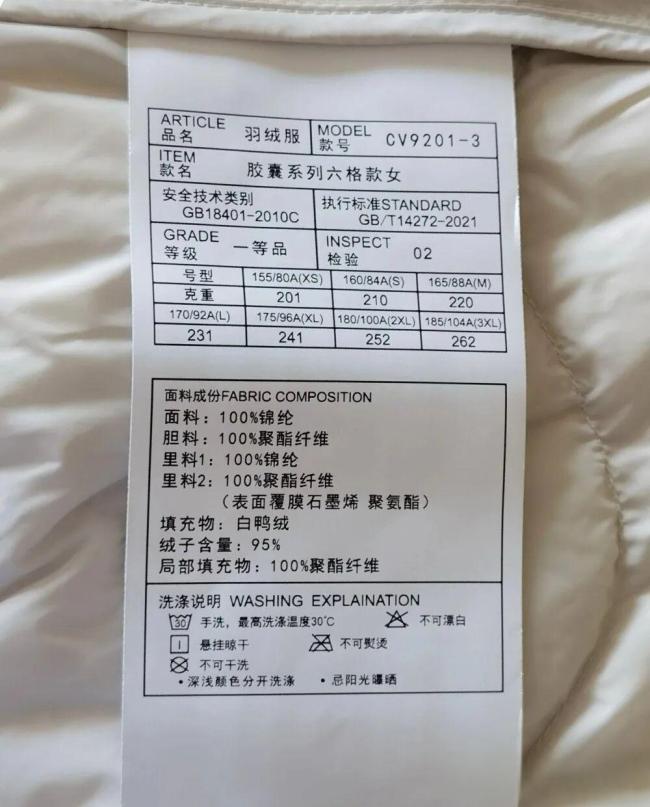 ARTICLE 品名 羽绒服 MODEL 款号 CV9201-3
ITEM 款名 胶囊系列六格款女
安全技术类别 GB18401-2010C 执行标准STANDARD GB/T14272-2021
GRADE 等级 一等品 INSPECT 检验 02
号型 155/80A(XS) 160/84A(S) 165/88A(M)
克重 201 210 220
170/92A(L) 175/96A(XL) 180/100A(2XL) 185/104A(3XL)
231 241 252 262
面料成份FABRIC COMPOSITION
面料：100%锦纶
胆料：100%聚酯纤维
里料1：100%锦纶
里料2：100%聚酯纤维
（表面覆膜石墨烯 聚氨酯）
填充物：白鸭绒
绒子含量：95%
局部填充物：100%聚酯纤维
洗涤说明 WASHING EXPLAINATION
30 手洗，最高洗涤温度30℃ 不可漂白
悬挂晾干 不可熨烫
不可干洗
·深浅颜色分开洗涤 ·忌阳光曝晒